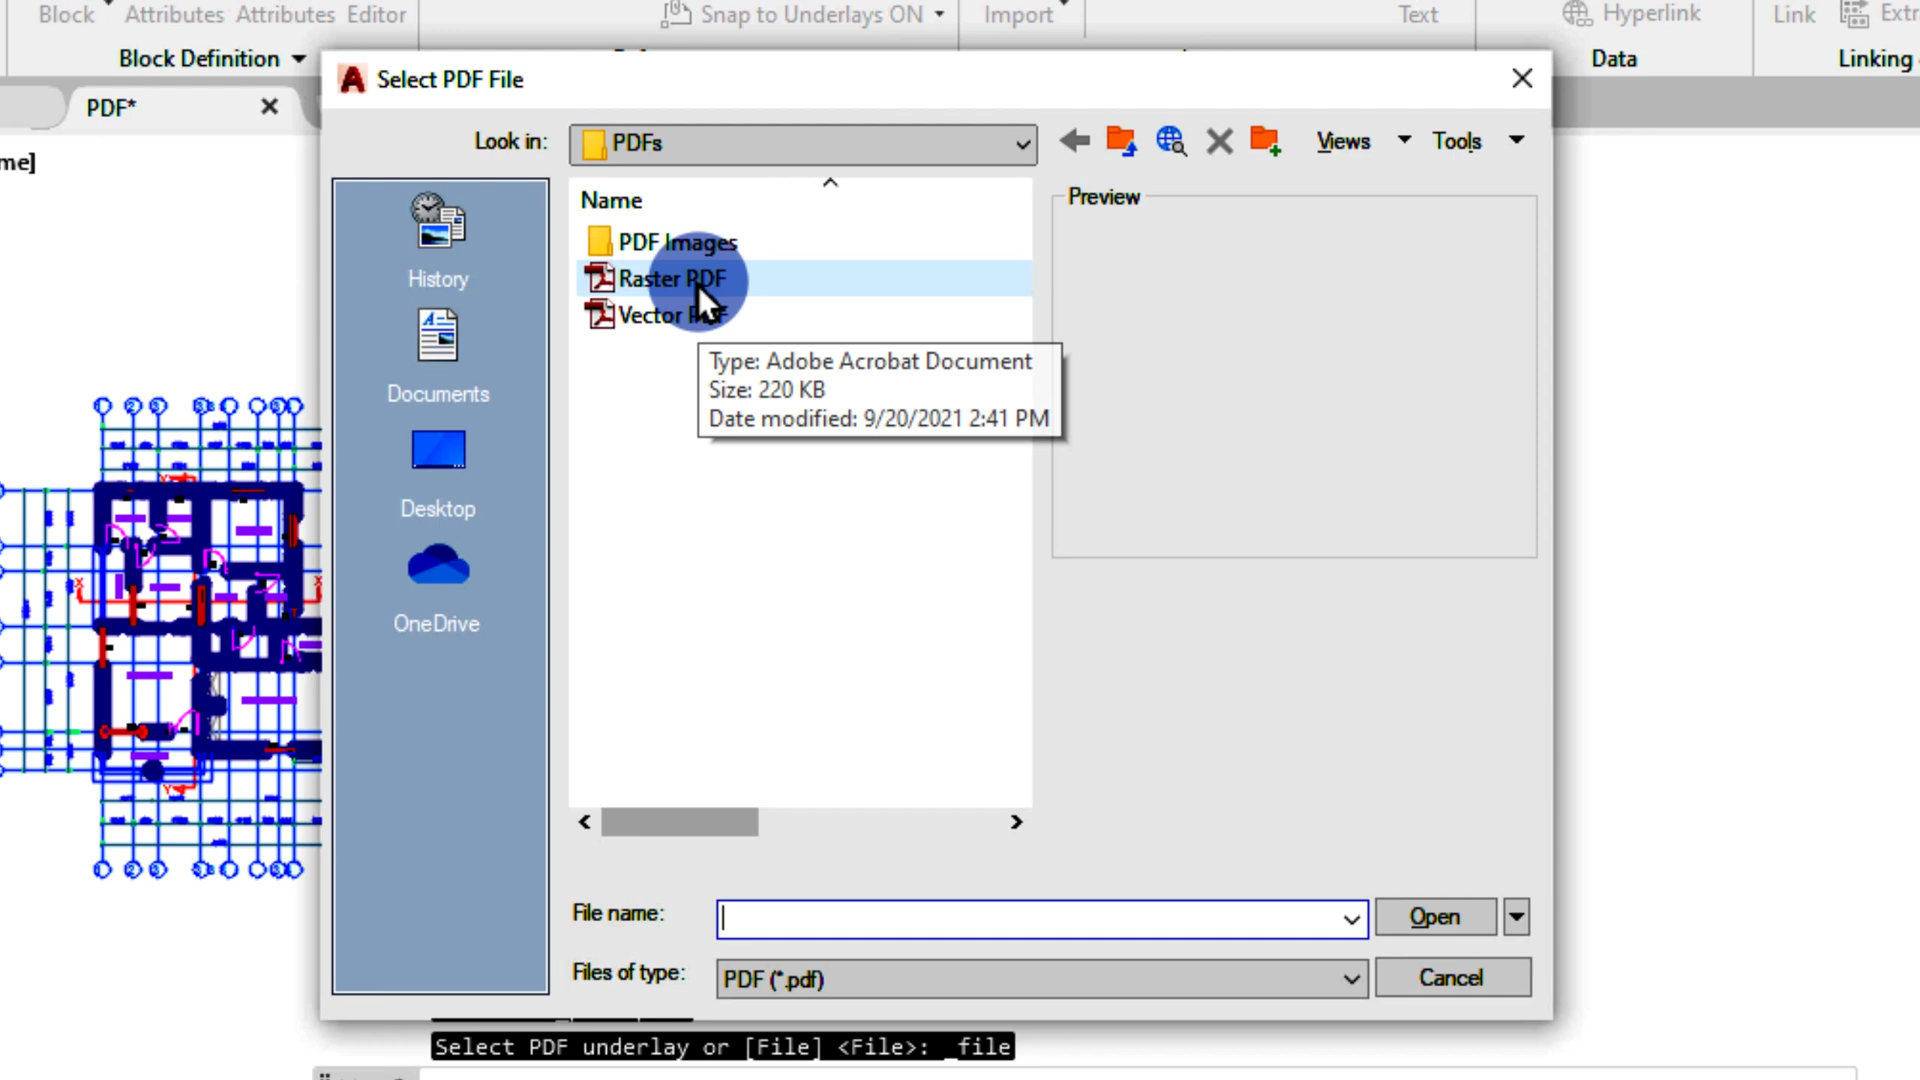 Block Attributes Attributes Editor
Snap to Underlays ON
Import
Text
Hyperlink
Link
Block Definition
Data
Linking
PDF*
me]
Select PDF File
Look in:
PDFs
Views
Tools
History
Documents
Desktop
OneDrive
Name
PDF Images
Raster PDF
Vector PDF
Type: Adobe Acrobat Document
Size: 220 KB
Date modified: 9/20/2021 2:41 PM
Preview
File name:
Open
Files of type:
PDF (*.pdf)
Cancel
Select PDF underlay or [File] <File>: _file